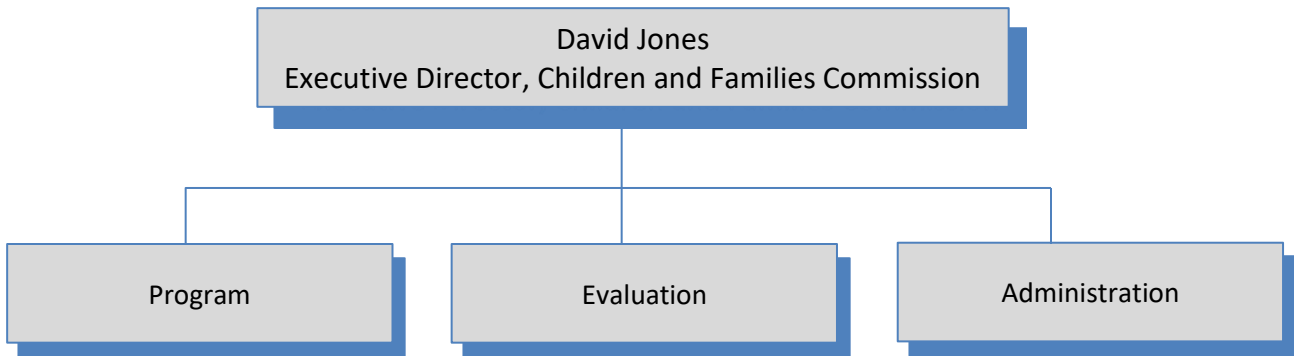 David Jones
Executive Director, Children and Families Commission
Program
Evaluation
Administration